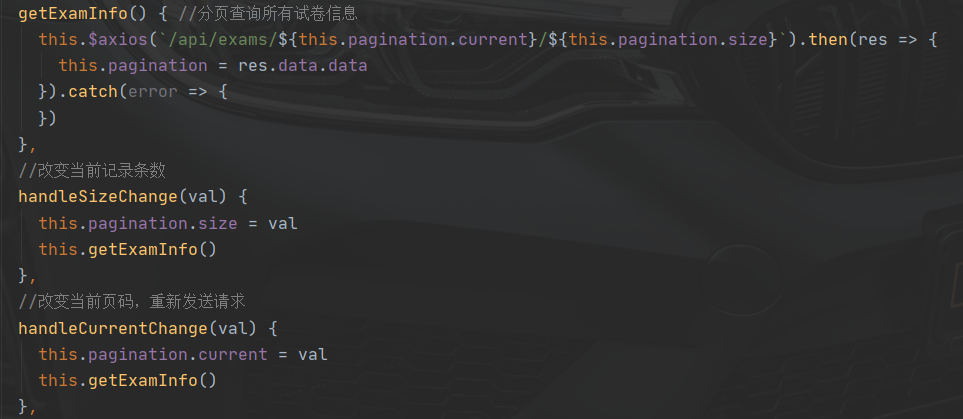 getExamInfo() { //分页查询所有试卷信息
  this.$axios(`/api/exams/${this.pagination.current}/${this.pagination.size}`).then(res => {
    this.pagination = res.data.data
  }).catch(error => {
  })
},
//改变当前记录条数
handleSizeChange(val) {
  this.pagination.size = val
  this.getExamInfo()
},
//改变当前页码，重新发送请求
handleCurrentChange(val) {
  this.pagination.current = val
  this.getExamInfo()
},